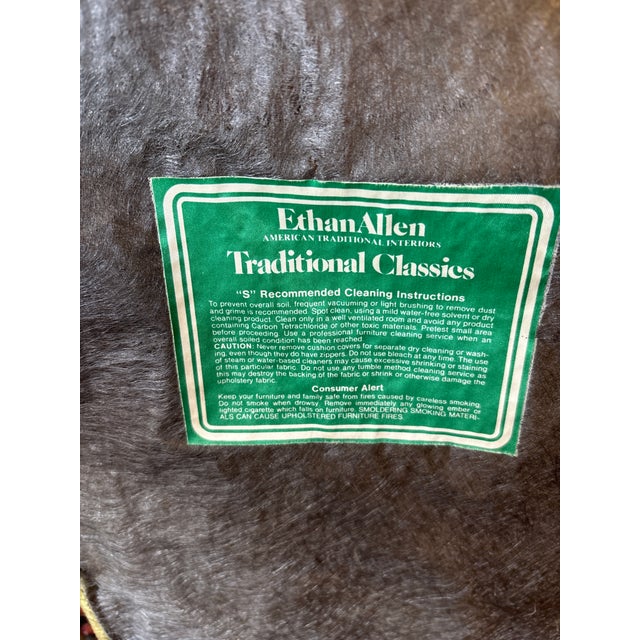 Ethan Allen
AMERICAN TRADITIONAL INTERIORS
Traditional Classics
"S" Recommended Cleaning Instructions
To prevent overall soil, frequent vacuuming or light brushing to remove dust
and grime is recommended. Spot clean, using a mild water-free solvent or dry
cleaning product. Clean only in a well ventilated room and avoid any product
containing Carbon Tetrachloride or other toxic materials. Pretest small area
before proceeding. Use a professional furniture cleaning service when an
overall soiled condition has been reached.
CAUTION: Never remove cushion covers for separate dry cleaning or wash-
ing, even though they do have zippers. Do not use bleach at any time. The use
of steam or water-based cleaners may cause excessive shrinking or staining
of this particular fabric. Do not use any tumble method cleaning service as
this may destroy the backing of the fabric or shrink or otherwise damage the
upholstery fabric.
Consumer Alert
Keep your furniture and family safe from fires caused by careless smoking.
Do not smoke when drowsy. Remove immediately any glowing ember or
lighted cigarette which falls on furniture. SMOLDERING SMOKING MATERI-
ALS CAN CAUSE UPHOLSTERED FURNITURE FIRES.